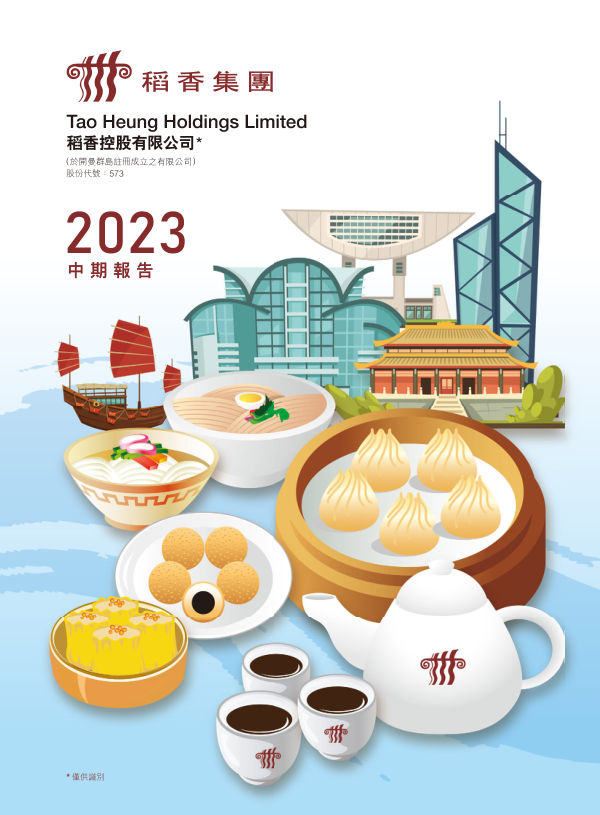 稻香集團
Tao Heung Holdings Limited
稻香控股有限公司*
(於開曼群島註冊成立之有限公司)
股份代號：573
2023
中期報告
* 僅供識別